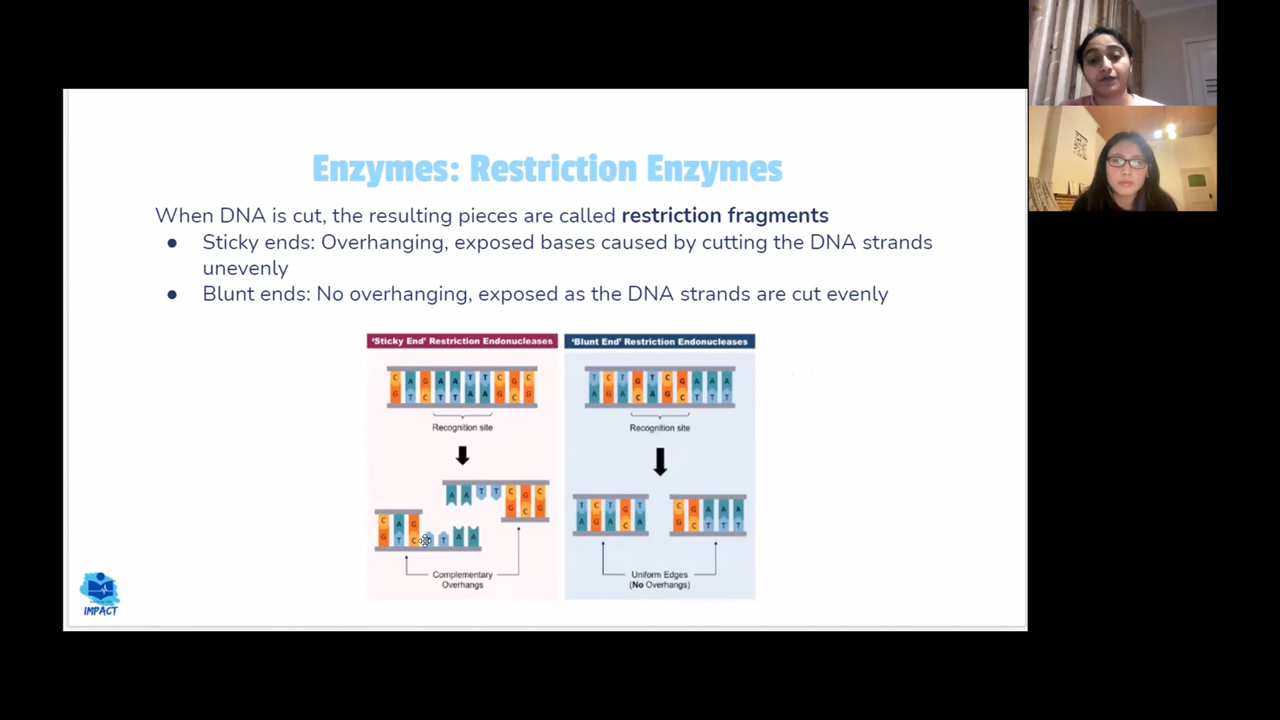 Enzymes: Restriction Enzymes
When DNA is cut, the resulting pieces are called restriction fragments
● Sticky ends: Overhanging, exposed bases caused by cutting the DNA strands
unevenly
● Blunt ends: No overhanging, exposed as the DNA strands are cut evenly
'Sticky End' Restriction Endonucleases
C A G A A T T C G C
G T C T T A A G C G
Recognition site
A A T T C G C
G C G
C A G
G T C T A A
Complementary
Overhangs
'Blunt End' Restriction Endonucleases
T C T G T C G A A A
A G A C A G C T T T
Recognition site
T C T G T
A G A C A
C G A A A
G C T T T
Uniform Edges
(No Overhangs)
IMPACT